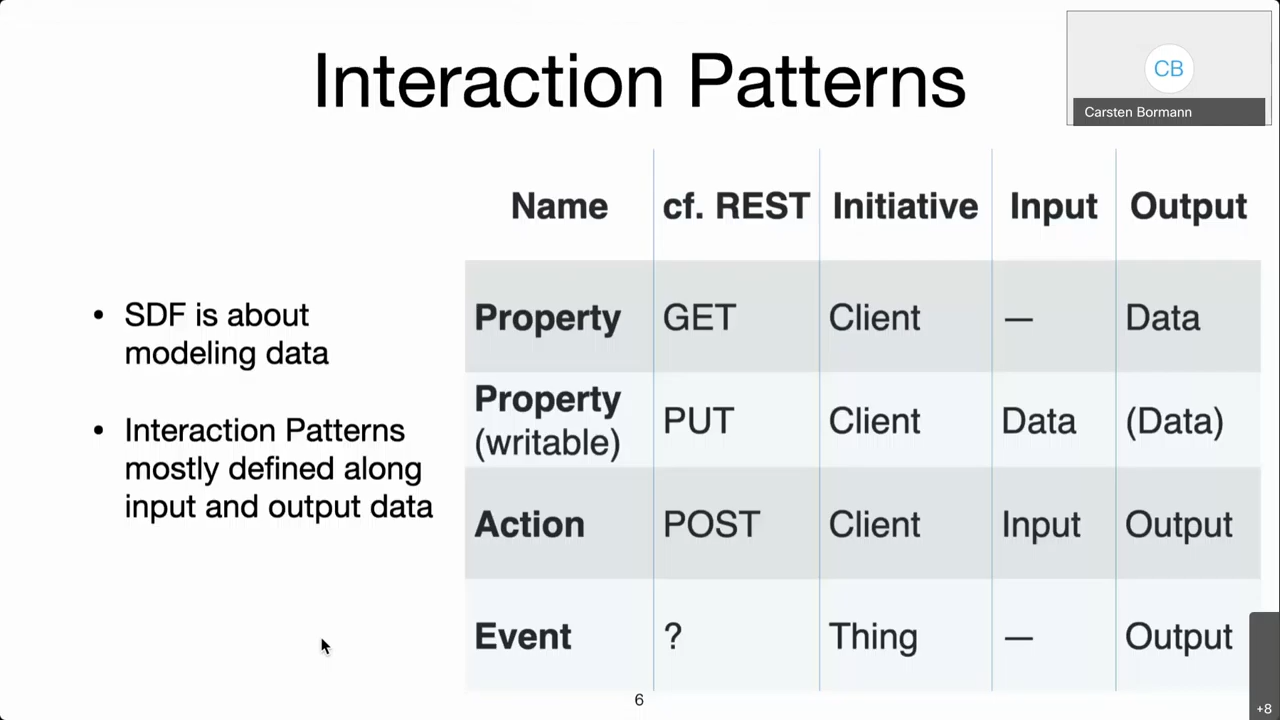 Interaction Patterns
CB
Carsten Bormann
• SDF is about
modeling data
• Interaction Patterns
mostly defined along
input and output data
Name cf. REST Initiative Input Output
Property GET Client — Data
Property
(writable) PUT Client Data (Data)
Action POST Client Input Output
Event ? Thing — Output
6
+8